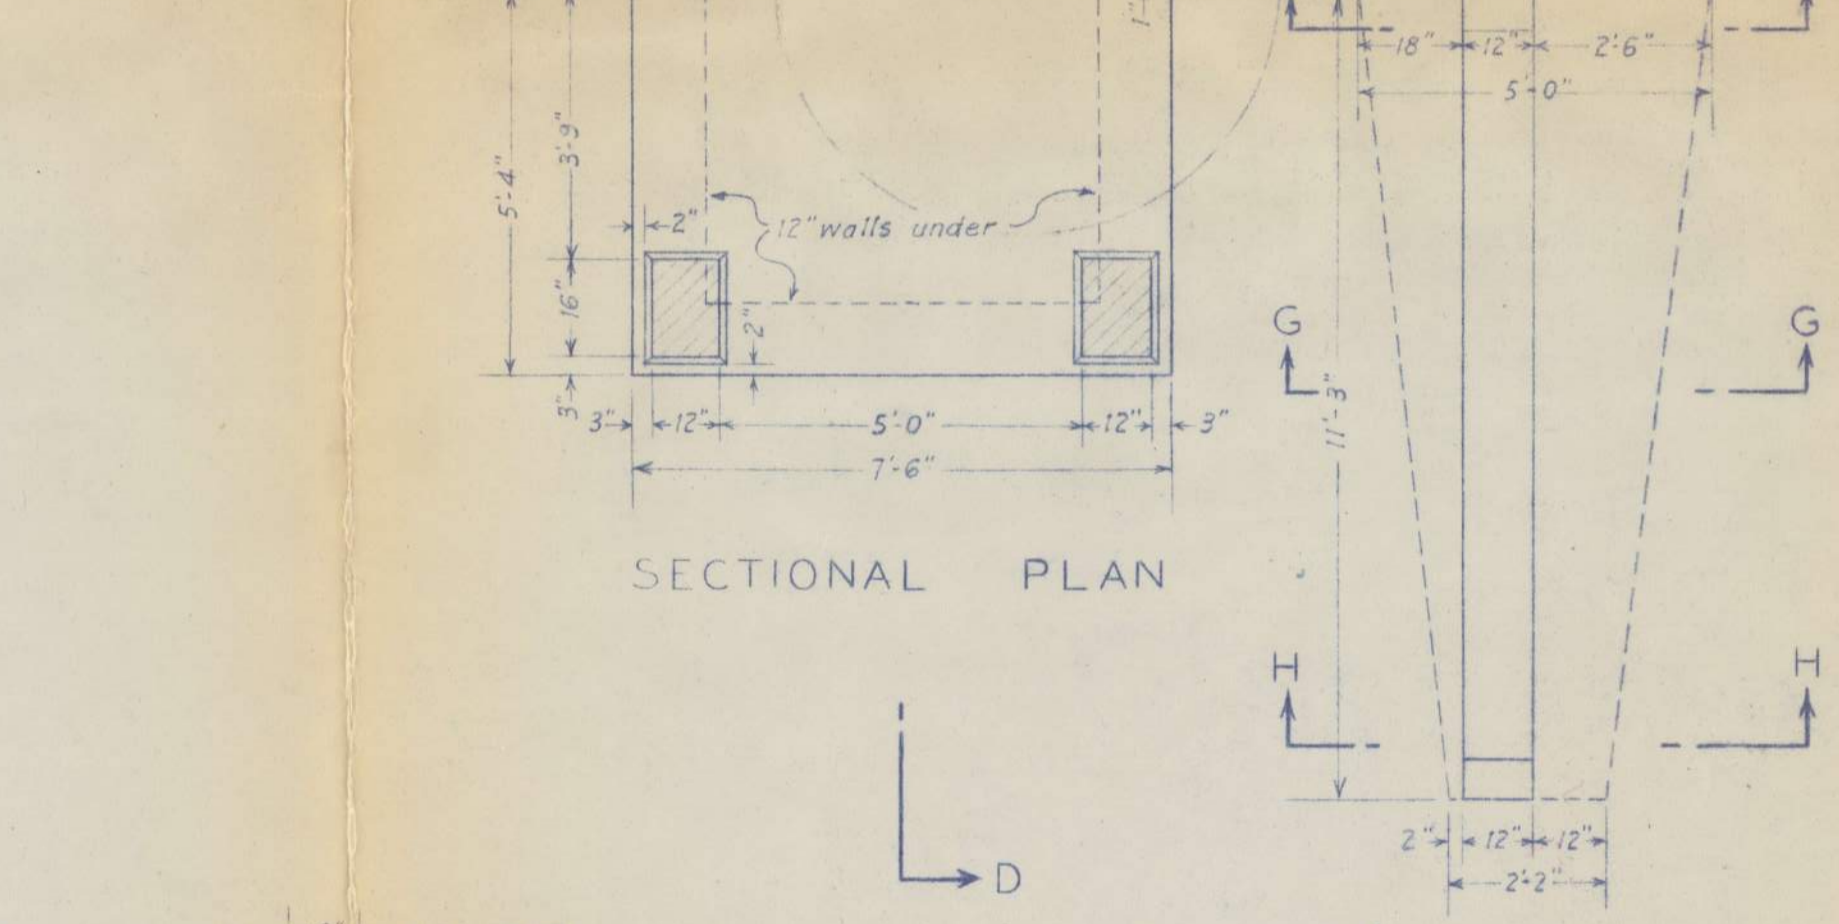 1'-
18" 12" 2'-6"
5'-0"
3'-9"
5'-4"
2"
12" walls under
16"
2"
G G
11'-3"
3"
3" 12" 5'-0" 12" 3"
7'-6"
SECTIONAL PLAN
H H
2" 12" 12"
2'-2"
D